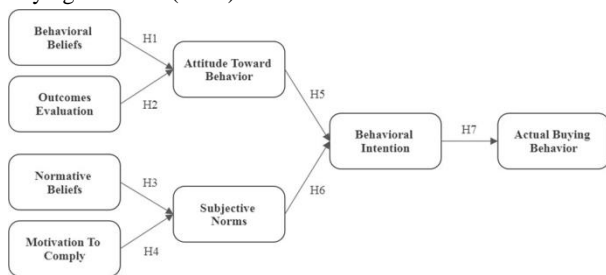 Behavioral
Beliefs
H1
Attitude Toward
Behavior
Outcomes
Evaluation
H2
H5
Behavioral
Intention
H7
Actual Buying
Behavior
Normative
Beliefs
H3
H6
Subjective
Norms
Motivation To
Comply
H4